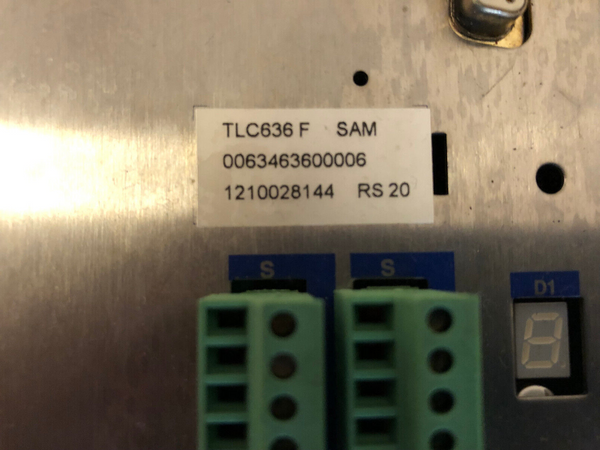 TLC636 F SAM
0063463600006
1210028144 RS 20
S S
D1